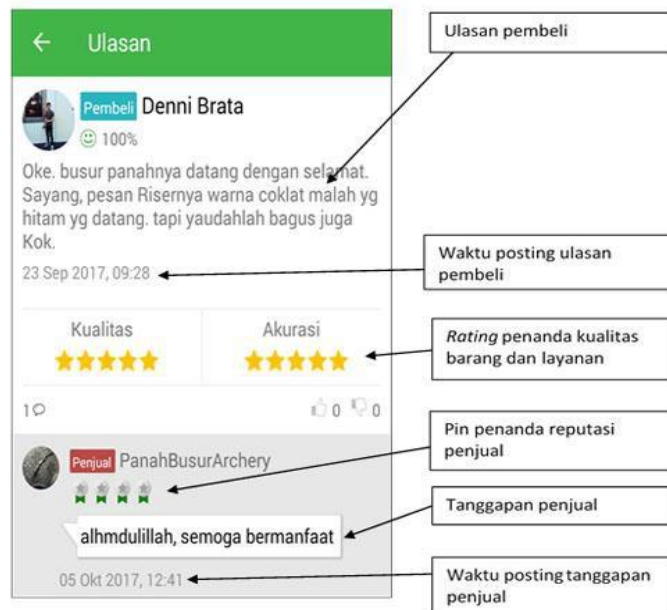 Ulasan
Pembeli Denni Brata
100%
Oke. busur panahnya datang dengan selamat.
Sayang, pesan Risernya warna coklat malah yg
hitam yg datang. tapi yaudahlah bagus juga
Kok.
23 Sep 2017, 09:28
Kualitas
Akurasi
1
0
0
Penjual PanahBusurArchery
alhmdulillah, semoga bermanfaat
05 Okt 2017, 12:41
Ulasan pembeli
Waktu posting ulasan
pembeli
Rating penanda kualitas
barang dan layanan
Pin penanda reputasi
penjual
Tanggapan penjual
Waktu posting tanggapan
penjual